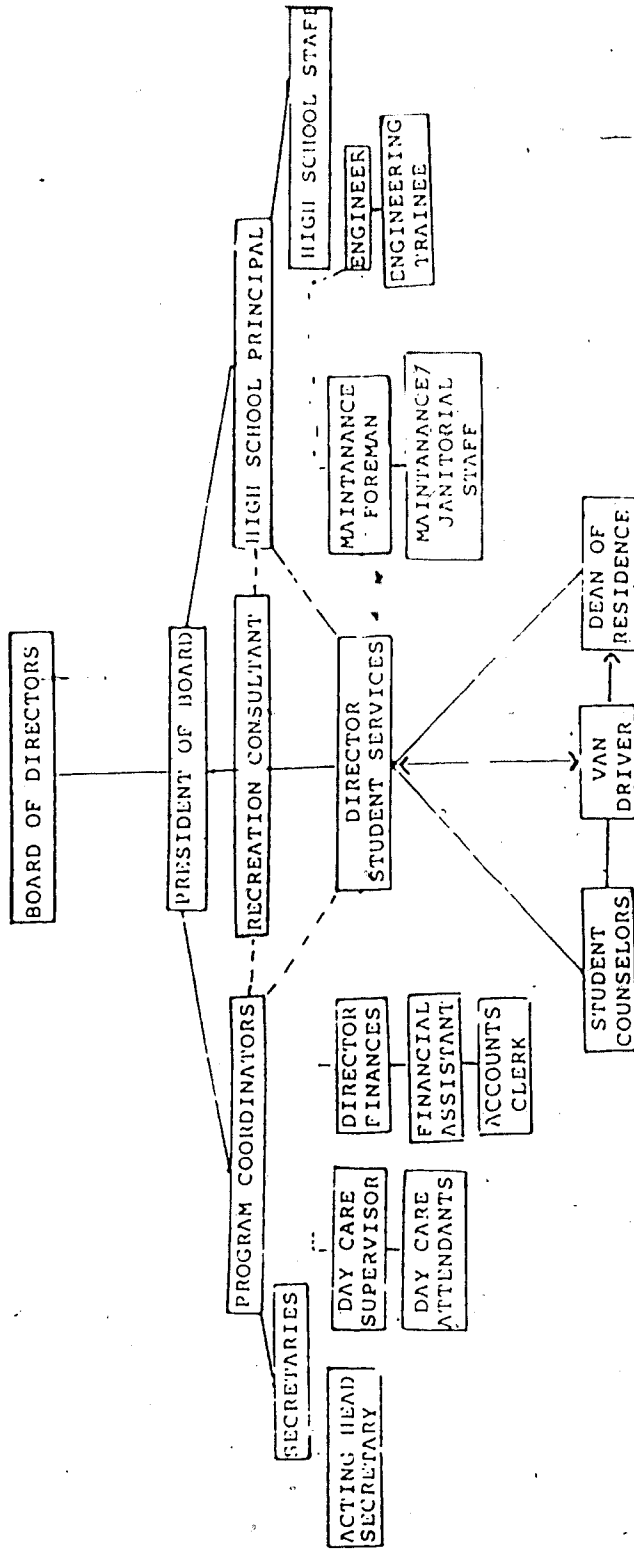 BOARD OF DIRECTORS
PRESIDENT OF BOARD
PROGRAM COORDINATORS
RECREATION CONSULTANT
HIGH SCHOOL PRINCIPAL
SECRETARIES
HIGH SCHOOL STAFF
ACTING HEAD
SECRETARY
DAY CARE
SUPERVISOR
DAY CARE
ATTENDANTS
DIRECTOR
FINANCES
FINANCIAL
ASSISTANT
ACCOUNTS
CLERK
DIRECTOR
STUDENT SERVICES
MAINTANANCE
FOREMAN
MAINTANANCE/
JANITORIAL
STAFF
ENGINEER
ENGINEERING
TRAINEE
STUDENT
COUNSELORS
VAN
DRIVER
DEAN OF
RESIDENCE